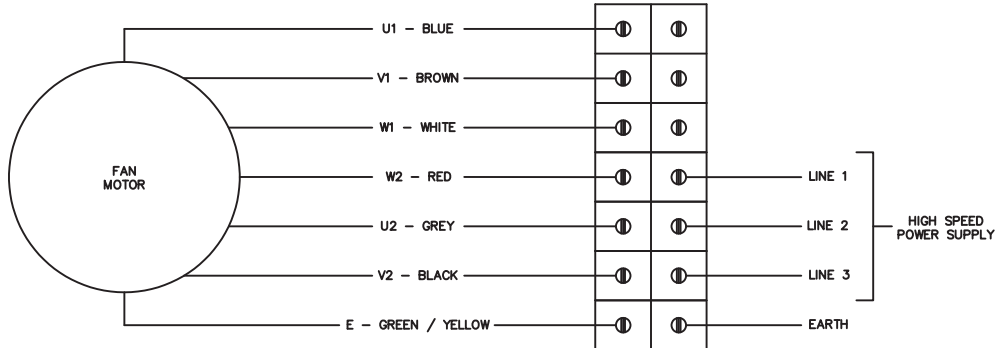 U1 - BLUE
V1 - BROWN
W1 - WHITE
FAN
MOTOR
W2 - RED
LINE 1
U2 - GREY
LINE 2
HIGH SPEED
POWER SUPPLY
V2 - BLACK
LINE 3
E - GREEN / YELLOW
EARTH